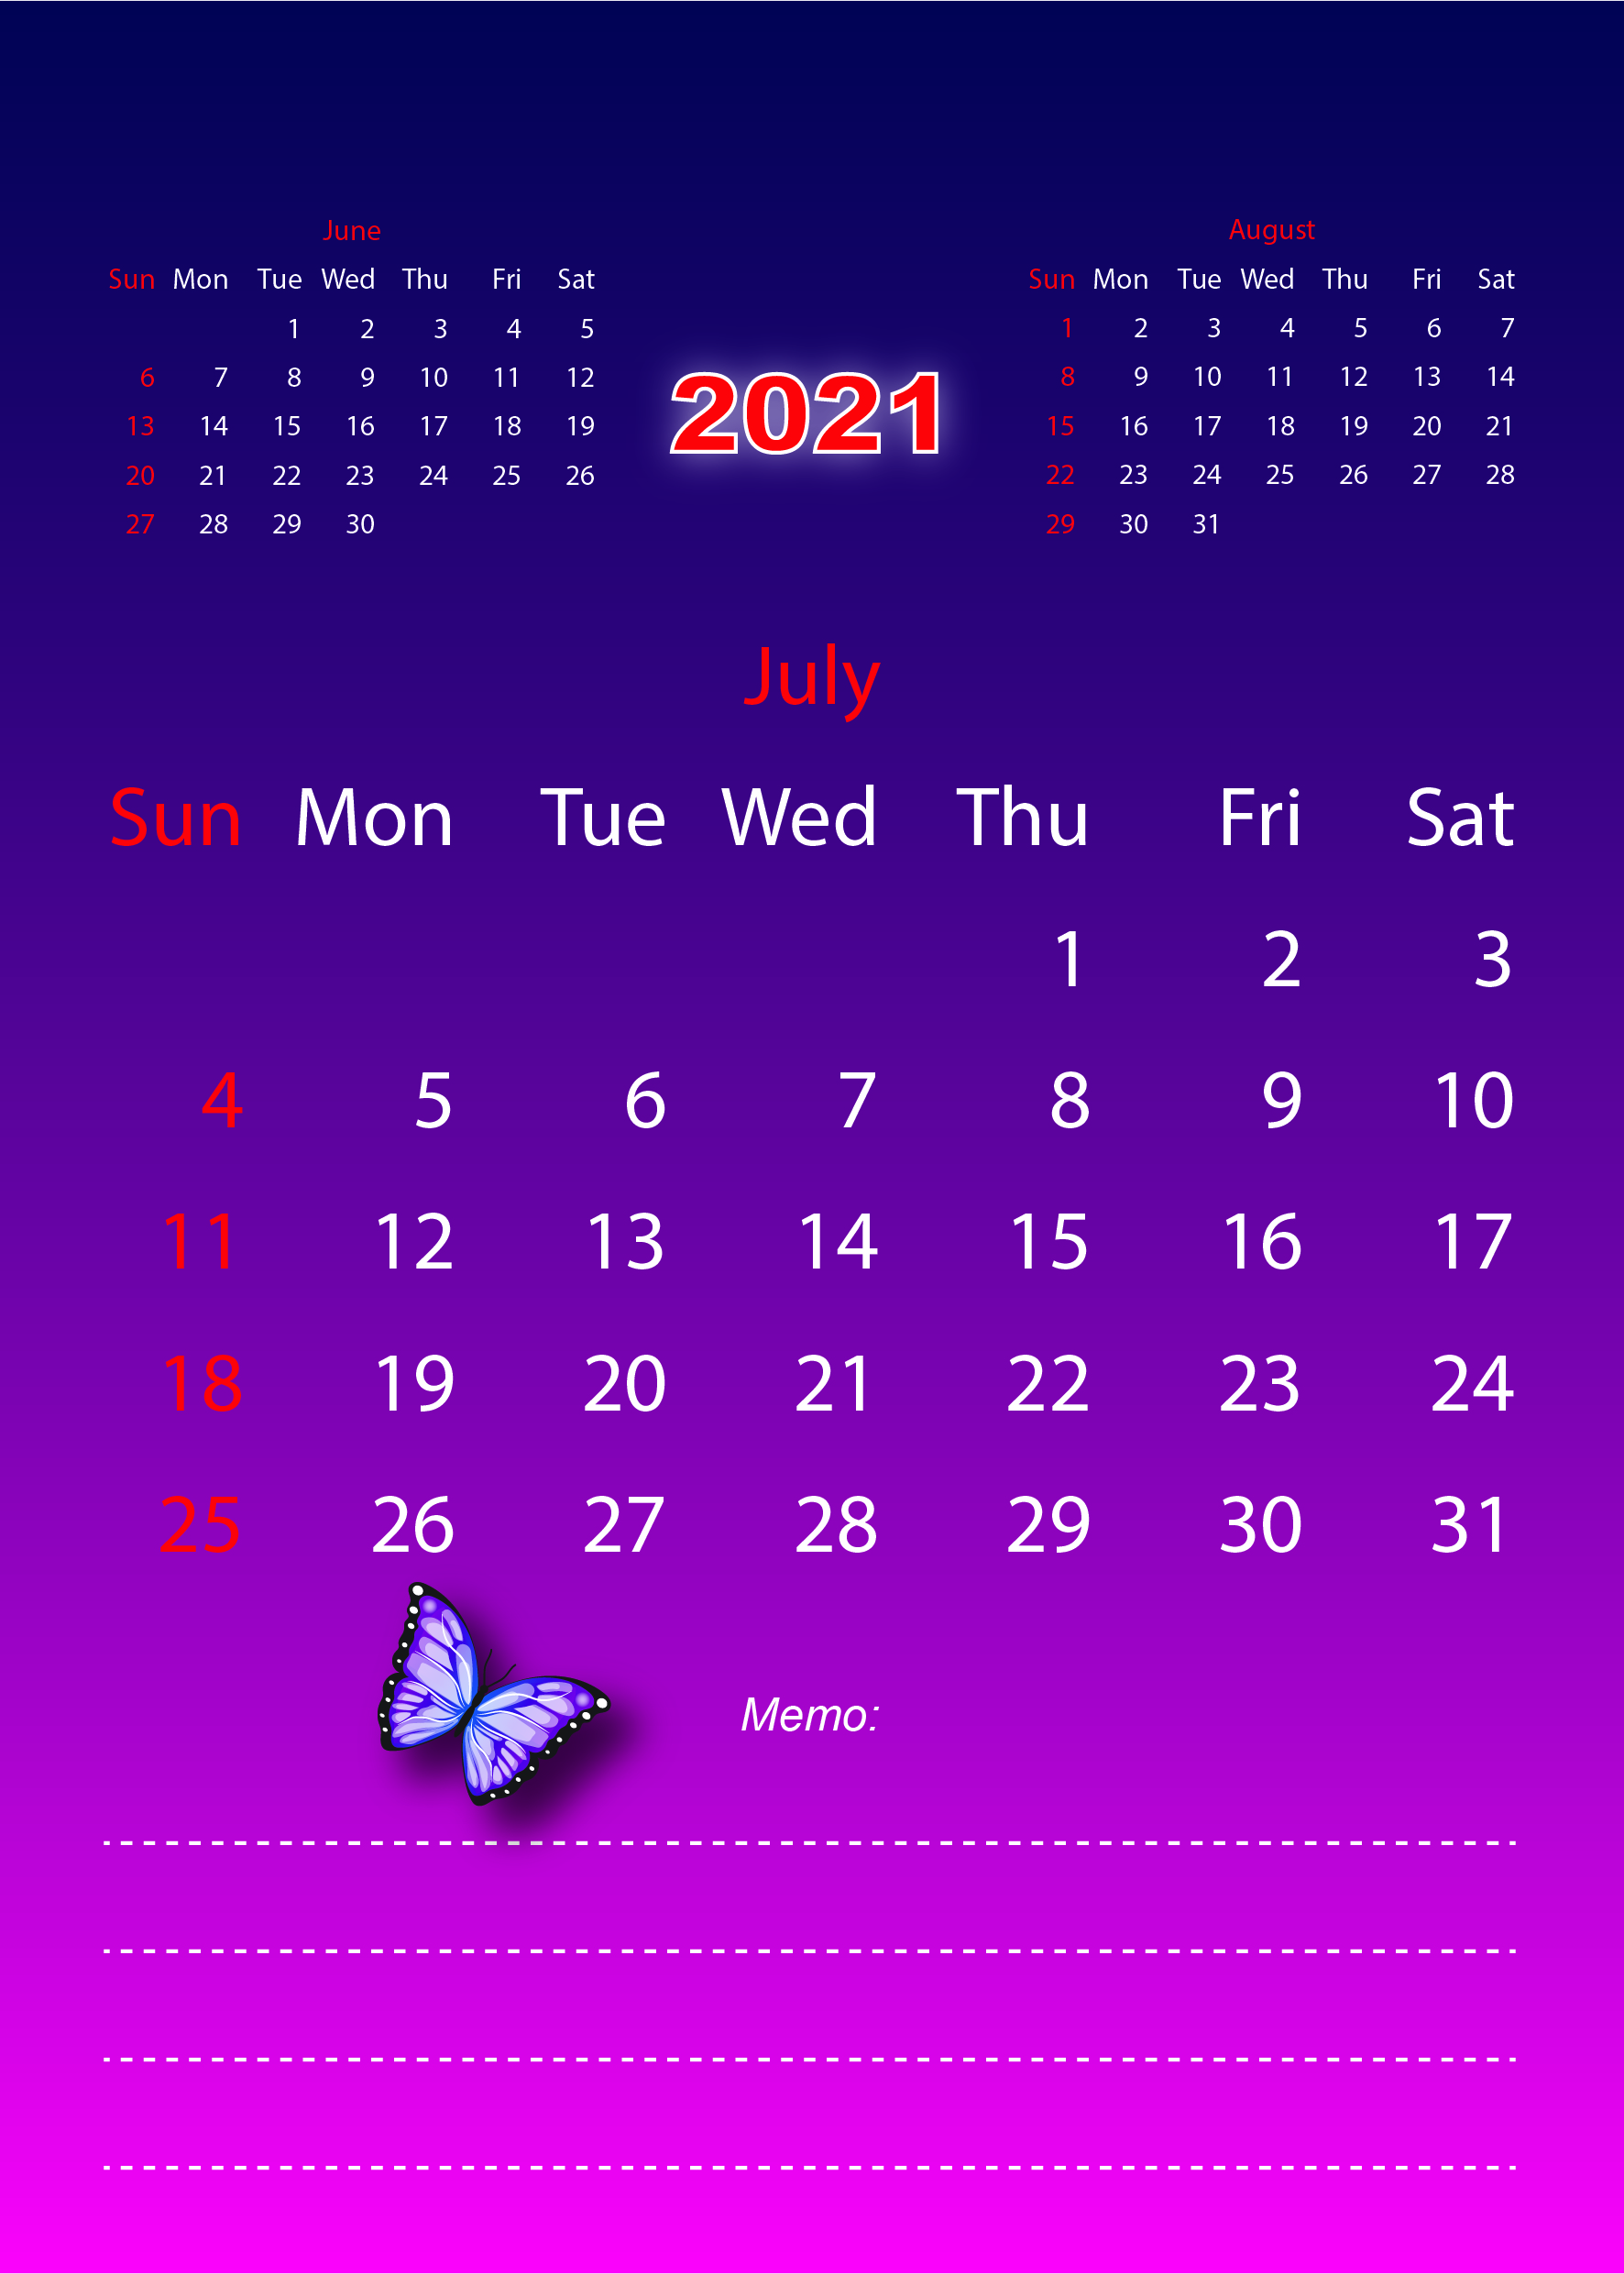 June
Sun Mon Tue Wed Thu Fri Sat
1 2 3 4 5
6 7 8 9 10 11 12
13 14 15 16 17 18 19
20 21 22 23 24 25 26
27 28 29 30
2021
August
Sun Mon Tue Wed Thu Fri Sat
1 2 3 4 5 6 7
8 9 10 11 12 13 14
15 16 17 18 19 20 21
22 23 24 25 26 27 28
29 30 31
July
Sun Mon Tue Wed Thu Fri Sat
1 2 3
4 5 6 7 8 9 10
11 12 13 14 15 16 17
18 19 20 21 22 23 24
25 26 27 28 29 30 31
Memo: